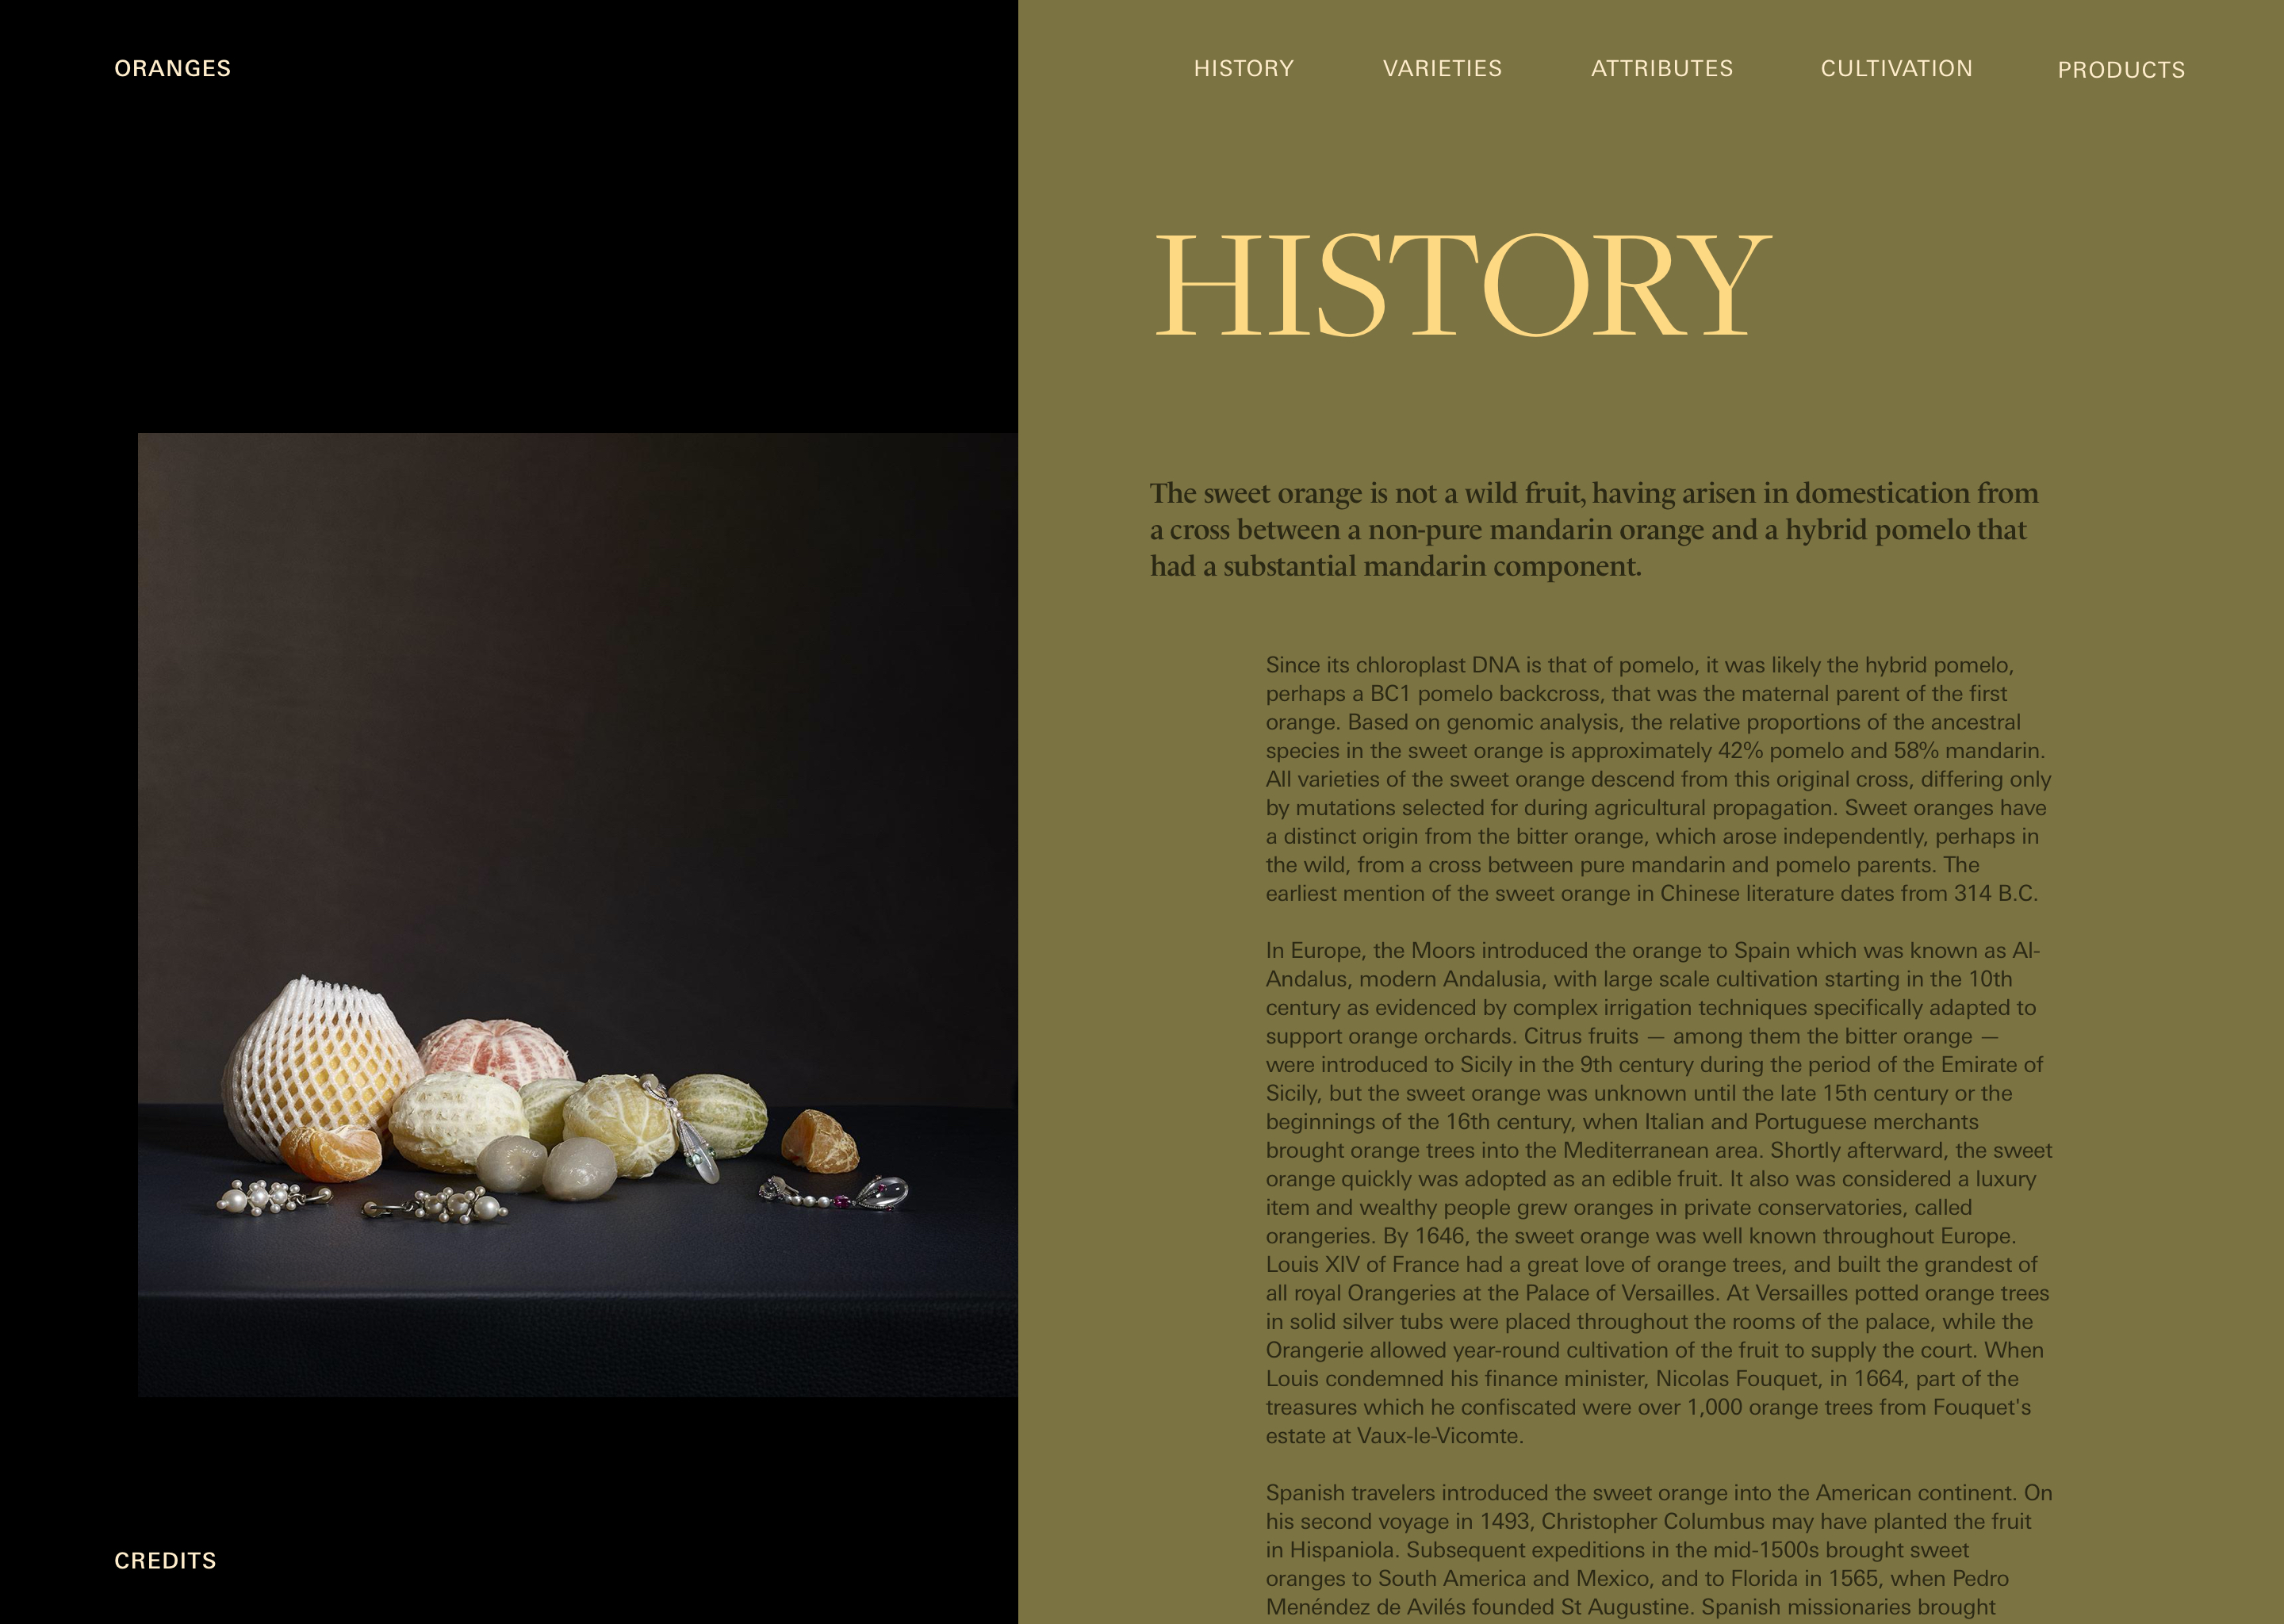 ORANGES
HISTORY VARIETIES ATTRIBUTES CULTIVATION PRODUCTS
HISTORY
The sweet orange is not a wild fruit, having arisen in domestication from
a cross between a non-pure mandarin orange and a hybrid pomelo that
had a substantial mandarin component.
Since its chloroplast DNA is that of pomelo, it was likely the hybrid pomelo,
perhaps a BC1 pomelo backcross, that was the maternal parent of the first
orange. Based on genomic analysis, the relative proportions of the ancestral
species in the sweet orange is approximately 42% pomelo and 58% mandarin.
All varieties of the sweet orange descend from this original cross, differing only
by mutations selected for during agricultural propagation. Sweet oranges have
a distinct origin from the bitter orange, which arose independently, perhaps in
the wild, from a cross between pure mandarin and pomelo parents. The
earliest mention of the sweet orange in Chinese literature dates from 314 B.C.
In Europe, the Moors introduced the orange to Spain which was known as Al-
Andalus, modern Andalusia, with large scale cultivation starting in the 10th
century as evidenced by complex irrigation techniques specifically adapted to
support orange orchards. Citrus fruits — among them the bitter orange —
were introduced to Sicily in the 9th century during the period of the Emirate of
Sicily, but the sweet orange was unknown until the late 15th century or the
beginnings of the 16th century, when Italian and Portuguese merchants
brought orange trees into the Mediterranean area. Shortly afterward, the sweet
orange quickly was adopted as an edible fruit. It also was considered a luxury
item and wealthy people grew oranges in private conservatories, called
orangeries. By 1646, the sweet orange was well known throughout Europe.
Louis XIV of France had a great love of orange trees, and built the grandest of
all royal Orangeries at the Palace of Versailles. At Versailles potted orange trees
in solid silver tubs were placed throughout the rooms of the palace, while the
Orangerie allowed year-round cultivation of the fruit to supply the court. When
Louis condemned his finance minister, Nicolas Fouquet, in 1664, part of the
treasures which he confiscated were over 1,000 orange trees from Fouquet's
estate at Vaux-le-Vicomte.
Spanish travelers introduced the sweet orange into the American continent. On
his second voyage in 1493, Christopher Columbus may have planted the fruit
in Hispaniola. Subsequent expeditions in the mid-1500s brought sweet
oranges to South America and Mexico, and to Florida in 1565, when Pedro
Menéndez de Avilés founded St Augustine. Spanish missionaries brought
CREDITS